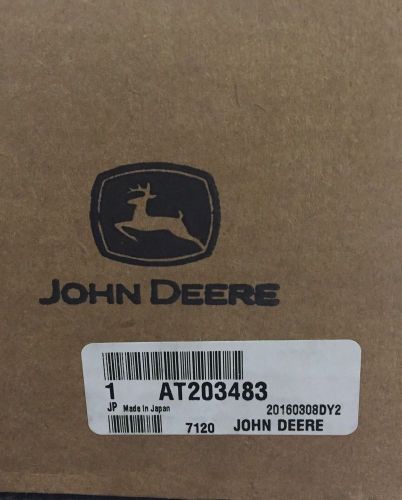 JOHN DEERE
1 AT203483
JP Made in Japan 20160308DY2
7120 JOHN DEERE